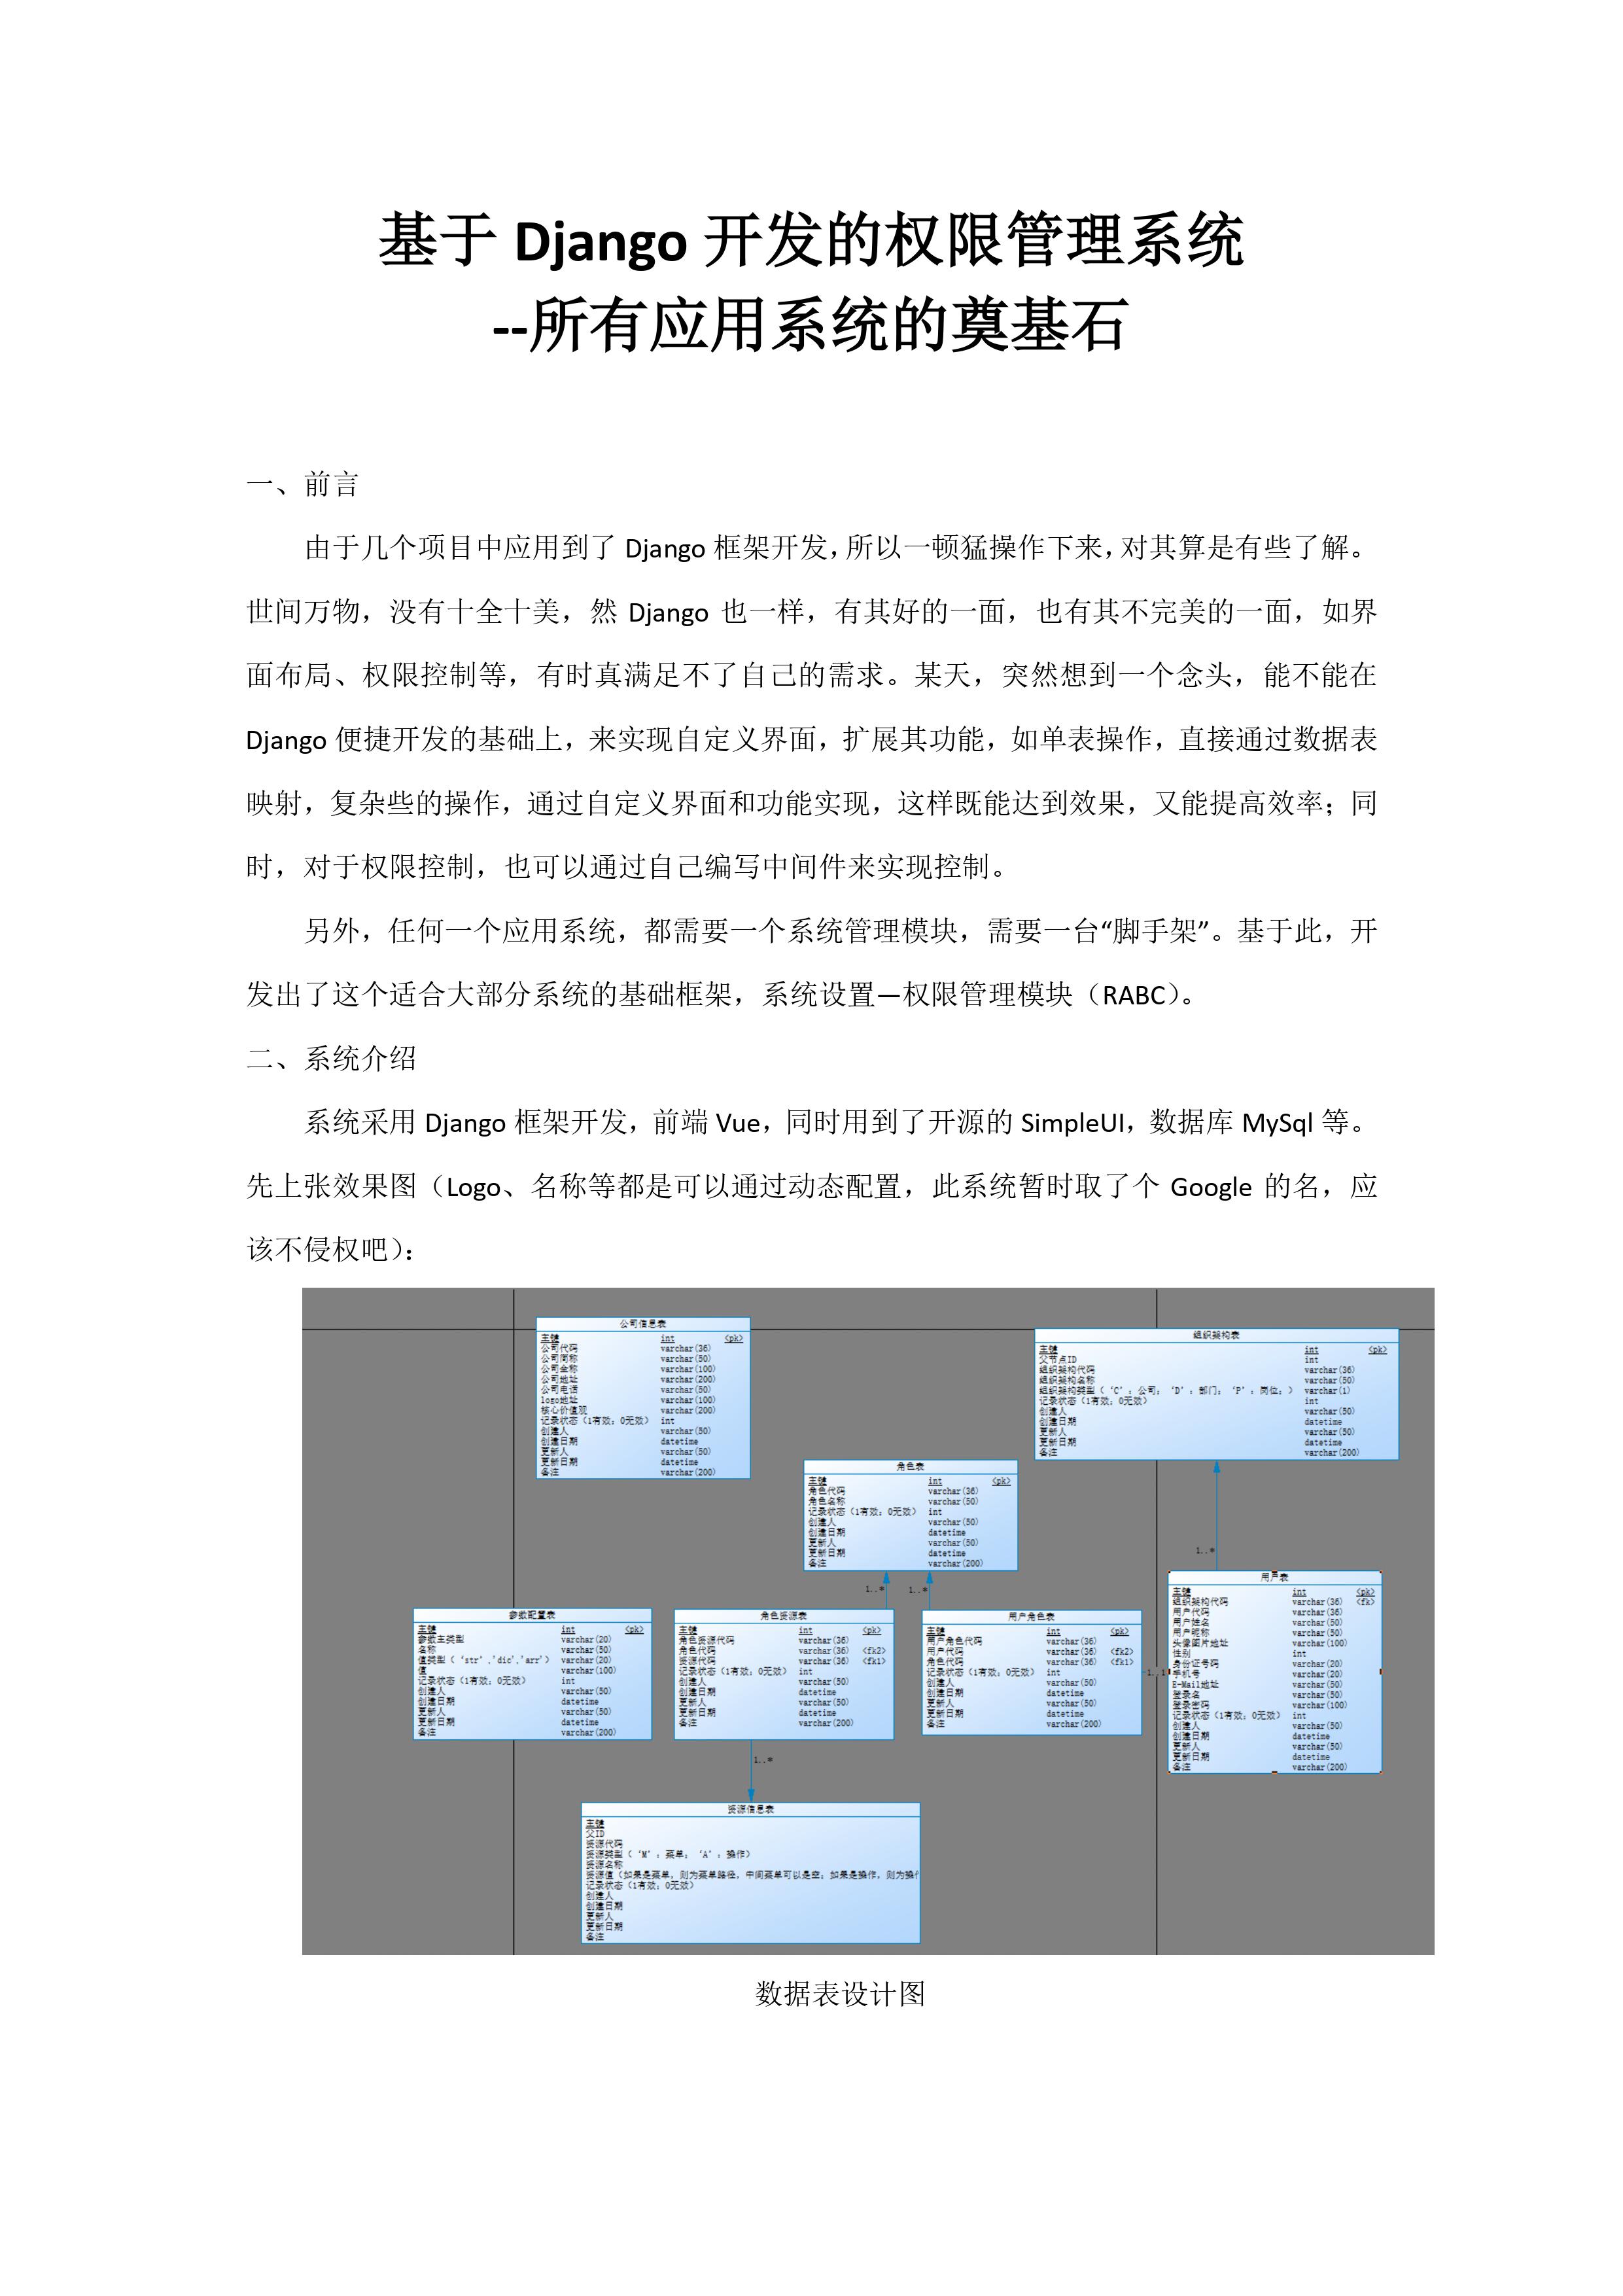 基于 Django 开发的权限管理系统
--所有应用系统的奠基石
一、前言
由于几个项目中应用到了 Django 框架开发，所以一顿猛操作下来，对其算是有些了解。
世间万物，没有十全十美，然 Django 也一样，有其好的一面，也有其不完美的一面，如界
面布局、权限控制等，有时真满足不了自己的需求。某天，突然想到一个念头，能不能在
Django 便捷开发的基础上，来实现自定义界面，扩展其功能，如单表操作，直接通过数据表
映射，复杂些的操作，通过自定义界面和功能实现，这样既能达到效果，又能提高效率；同
时，对于权限控制，也可以通过自己编写中间件来实现控制。
另外，任何一个应用系统，都需要一个系统管理模块，需要一台“脚手架”。基于此，开
发出了这个适合大部分系统的基础框架，系统设置—权限管理模块（RABC）。
二、系统介绍
系统采用 Django 框架开发，前端 Vue，同时用到了开源的 SimpleUI，数据库 MySql 等。
先上张效果图（Logo、名称等都是可以通过动态配置，此系统暂时取了个 Google 的名，应
该不侵权吧）：
公司信息表
主键 int <pk>
公司代码 varchar(36)
公司简称 varchar(50)
公司全称 varchar(100)
公司地址 varchar(200)
公司电话 varchar(50)
logo地址 varchar(100)
核心价值观 varchar(200)
记录状态（1有效；0无效） int
创建人 varchar(50)
创建日期 datetime
更新人 varchar(50)
更新日期 datetime
备注 varchar(200)
组织架构表
主键 int <pk>
父节点ID int
组织架构代码 varchar(36)
组织架构名称 varchar(50)
组织架构类型（‘C’：公司；‘D’：部门；‘P’：岗位；） varchar(1)
记录状态（1有效；0无效） int
创建人 varchar(50)
创建日期 datetime
更新人 varchar(50)
更新日期 datetime
备注 varchar(200)
角色表
主键 int <pk>
角色代码 varchar(36)
角色名称 varchar(50)
记录状态（1有效；0无效） int
创建人 varchar(50)
创建日期 datetime
更新人 varchar(50)
更新日期 datetime
备注 varchar(200)
1..*
1..*
1..*
参数配置表
主键 int <pk>
参数主类型 varchar(20)
名称 varchar(50)
值类型（‘str’,'dic','arr'） varchar(20)
值 varchar(100)
记录状态（1有效；0无效） int
创建人 varchar(50)
创建日期 datetime
更新人 varchar(50)
更新日期 datetime
备注 varchar(200)
角色资源表
主键 int <pk>
角色资源代码 varchar(36)
角色代码 varchar(36) <fk2>
资源代码 varchar(36) <fk1>
记录状态（1有效；0无效） int
创建人 varchar(50)
创建日期 datetime
更新人 varchar(50)
更新日期 datetime
备注 varchar(200)
用户角色表
主键 int <pk>
用户角色代码 varchar(36)
用户代码 varchar(36) <fk2>
角色代码 varchar(36) <fk1>
记录状态（1有效；0无效） int
创建人 varchar(50)
创建日期 datetime
更新人 varchar(50)
更新日期 datetime
备注 varchar(200)
1..1
用户表
主键 int <pk>
组织架构代码 varchar(36) <fk>
用户代码 varchar(36)
用户姓名 varchar(50)
用户昵称 varchar(50)
头像图片地址 varchar(100)
性别 int
身份证号码 varchar(20)
手机号 varchar(20)
E-Mail地址 varchar(50)
登录名 varchar(50)
登录密码 varchar(100)
记录状态（1有效；0无效） int
创建人 varchar(50)
创建日期 datetime
更新人 varchar(50)
更新日期 datetime
备注 varchar(200)
1..*
资源信息表
主键
父ID
资源代码
资源类型（‘M’：菜单；‘A’：操作）
资源名称
资源值（如果是菜单，则为菜单路径，中间菜单可以是空；如果是操作，则为操作
记录状态（1有效；0无效）
创建人
创建日期
更新人
更新日期
备注
数据表设计图